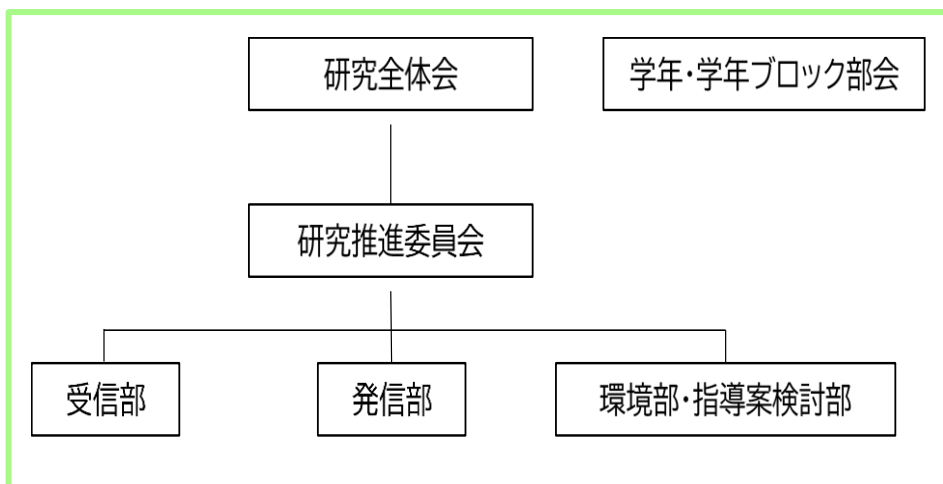 研究全体会
学年・学年ブロック部会
研究推進委員会
受信部
発信部
環境部・指導案検討部